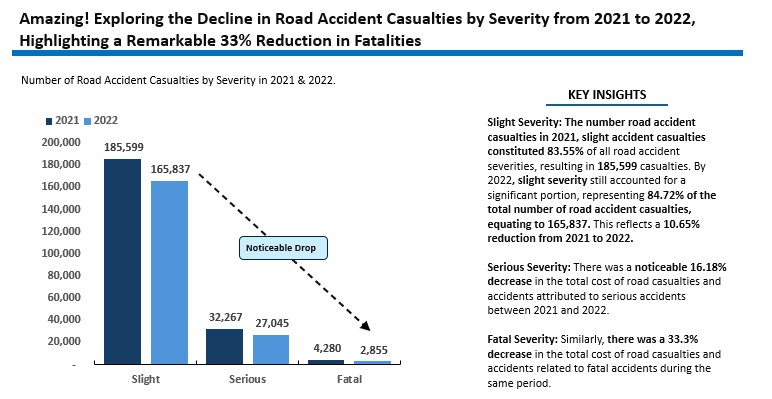 Amazing! Exploring the Decline in Road Accident Casualties by Severity from 2021 to 2022,
Highlighting a Remarkable 33% Reduction in Fatalities
Number of Road Accident Casualties by Severity in 2021 & 2022.
2021 2022
200,000
180,000
160,000
140,000
120,000
100,000
80,000
60,000
40,000
20,000
-
185,599
165,837
Noticeable Drop
32,267
27,045
4,280
2,855
Slight Serious Fatal
KEY INSIGHTS
Slight Severity: The number road accident
casualties in 2021, slight accident casualties
constituted 83.55% of all road accident
severities, resulting in 185,599 casualties. By
2022, slight severity still accounted for a
significant portion, representing 84.72% of the
total number of road accident casualties,
equating to 165,837. This reflects a 10.65%
reduction from 2021 to 2022.
Serious Severity: There was a noticeable 16.18%
decrease in the total cost of road casualties and
accidents attributed to serious accidents
between 2021 and 2022.
Fatal Severity: Similarly, there was a 33.3%
decrease in the total cost of road casualties and
accidents related to fatal accidents during the
same period.